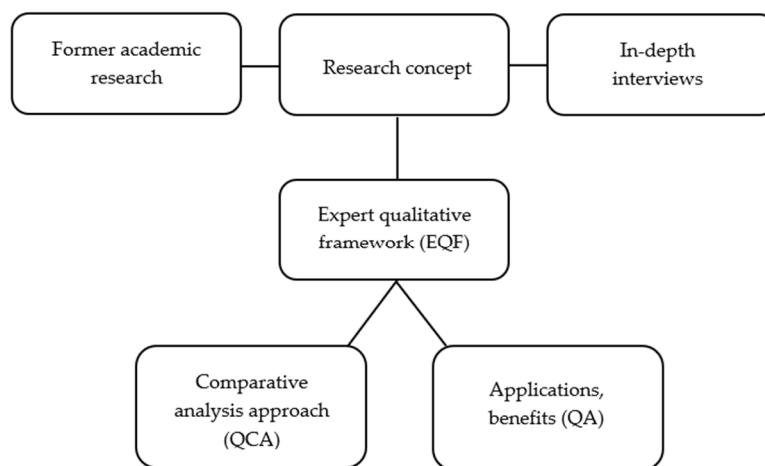 Former academic
research
Research concept
In-depth
interviews
Expert qualitative
framework (EQF)
Comparative
analysis approach
(QCA)
Applications,
benefits (QA)